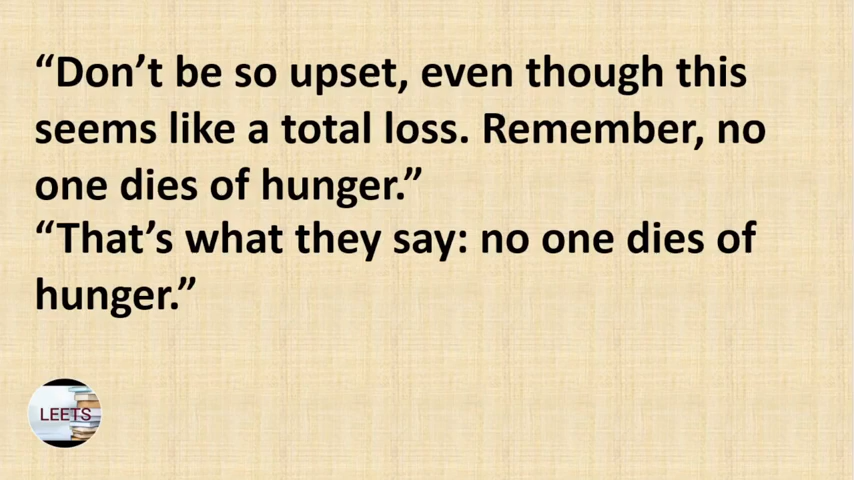 “Don’t be so upset, even though this
seems like a total loss. Remember, no
one dies of hunger.”
“That’s what they say: no one dies of
hunger.”
LEETS